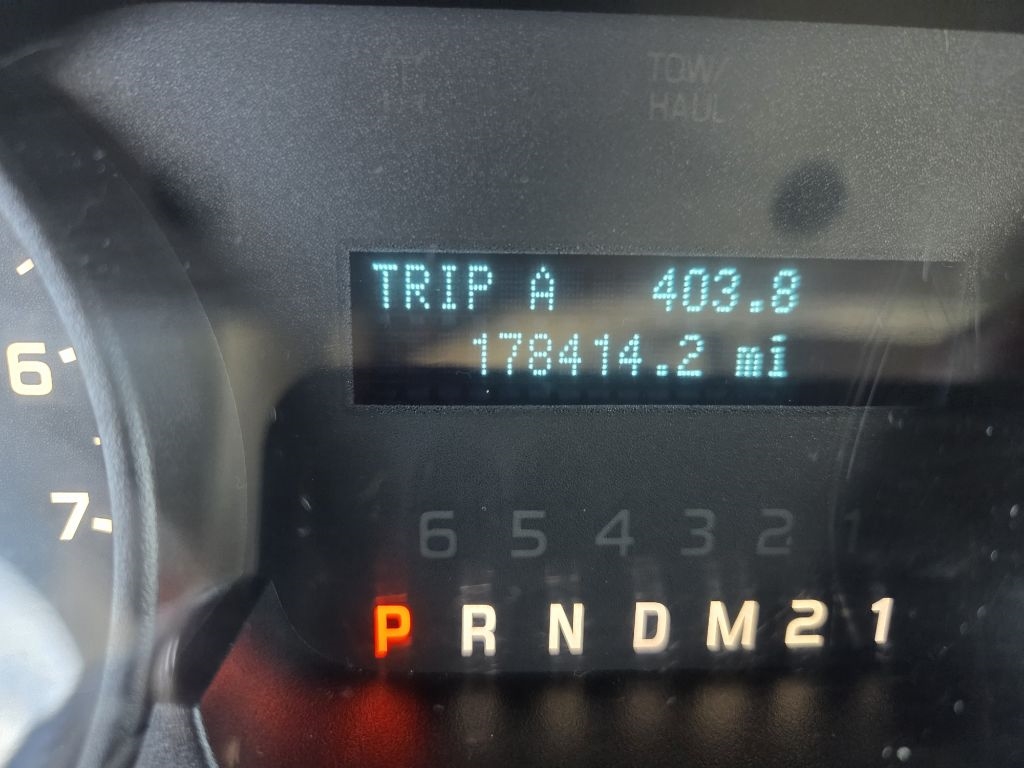 TOW/
HAUL
TRIP A 403.8
178414.2 mi
6
7
6 5 4 3 2 1
P R N D M 2 1